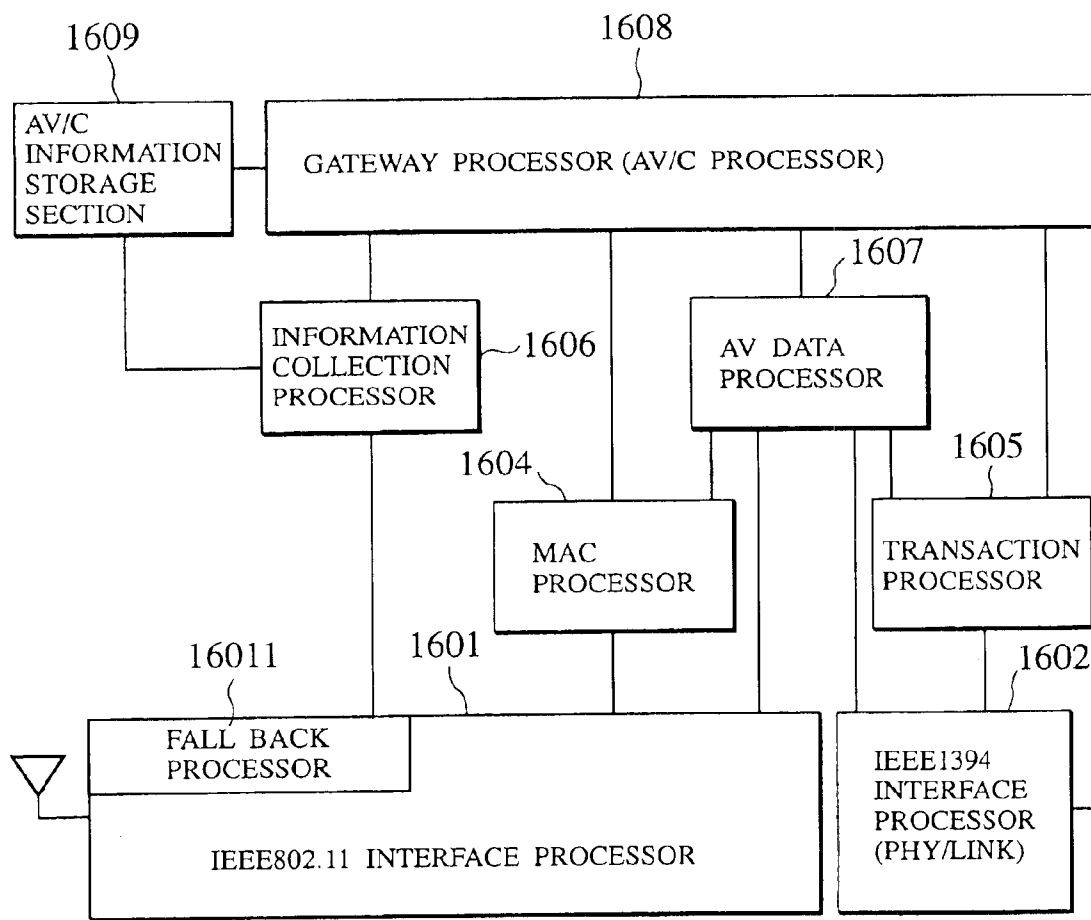 1609
1608
AV/C
INFORMATION
STORAGE
SECTION
GATEWAY PROCESSOR (AV/C PROCESSOR)
1607
INFORMATION
COLLECTION
PROCESSOR
1606
AV DATA
PROCESSOR
1604
1605
MAC
PROCESSOR
TRANSACTION
PROCESSOR
16011
1601
1602
FALL BACK
PROCESSOR
IEEE802.11 INTERFACE PROCESSOR
IEEE1394
INTERFACE
PROCESSOR
(PHY/LINK)